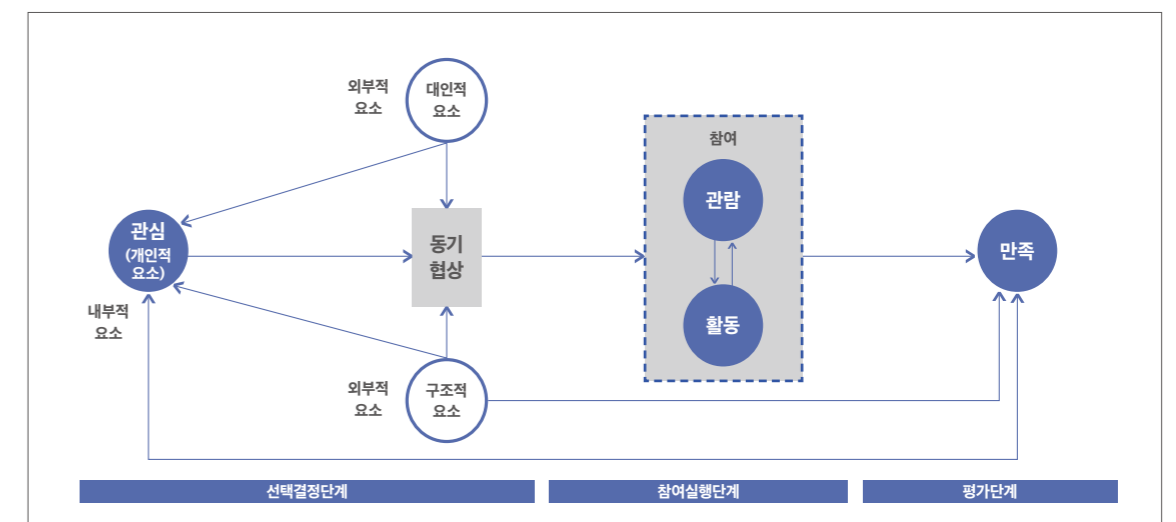 외부적
요소
대인적
요소
참여
관람
관심
(개인적
요소)
동기
협상
만족
내부적
요소
활동
외부적
요소
구조적
요소
선택결정단계
참여실행단계
평가단계